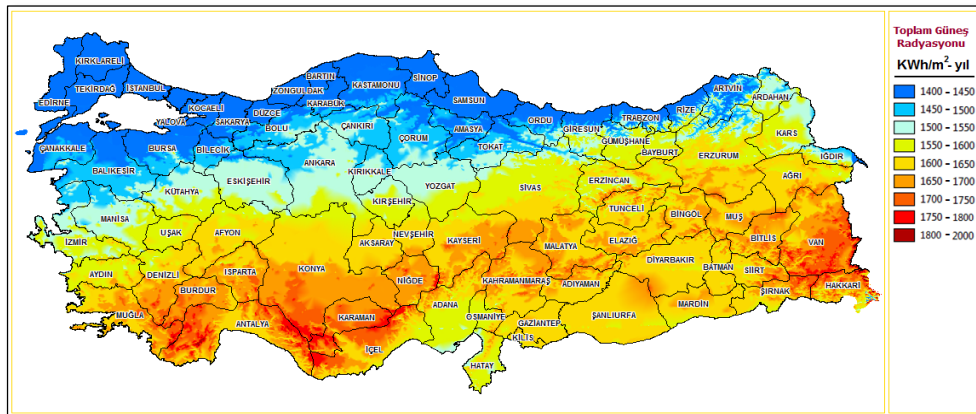 Toplam Güneş
Radyasyonu
KWh/m²- yıl
1400 - 1450
1450 - 1500
1500 - 1550
1550 - 1600
1600 - 1650
1650 - 1700
1700 - 1750
1750 - 1800
1800 - 2000
KIRKLARELİ
EDİRNE
TEKİRDAĞ
İSTANBUL
KOCAELİ
YALOVA
SAKARYA
DÜZCE
ZONGULDAK
BARTIN
KARABÜK
KASTAMONU
SİNOP
SAMSUN
ORDU
GİRESUN
TRABZON
RİZE
ARTVİN
ARDAHAN
ÇANAKKALE
BURSA
BİLECİK
BOLU
ÇANKIRI
ÇORUM
AMASYA
TOKAT
GÜMÜŞHANE
BAYBURT
ERZURUM
KARS
IĞDIR
BALIKESİR
KÜTAHYA
ESKİŞEHİR
ANKARA
KIRIKKALE
YOZGAT
SİVAS
ERZİNCAN
AĞRI
MANİSA
UŞAK
AFYON
KIRŞEHİR
NEVŞEHİR
KAYSERİ
MALATYA
TUNCELİ
ELAZIĞ
BİNGÖL
MUŞ
BİTLİS
VAN
İZMİR
AYDIN
DENİZLİ
ISPARTA
BURDUR
KONYA
AKSARAY
NİĞDE
KAHRAMANMARAŞ
ADIYAMAN
DİYARBAKIR
BATMAN
SİİRT
ŞIRNAK
HAKKARİ
MUĞLA
ANTALYA
KARAMAN
İÇEL
ADANA
OSMANİYE
GAZİANTEP
KİLİS
ŞANLIURFA
MARDİN
HATAY